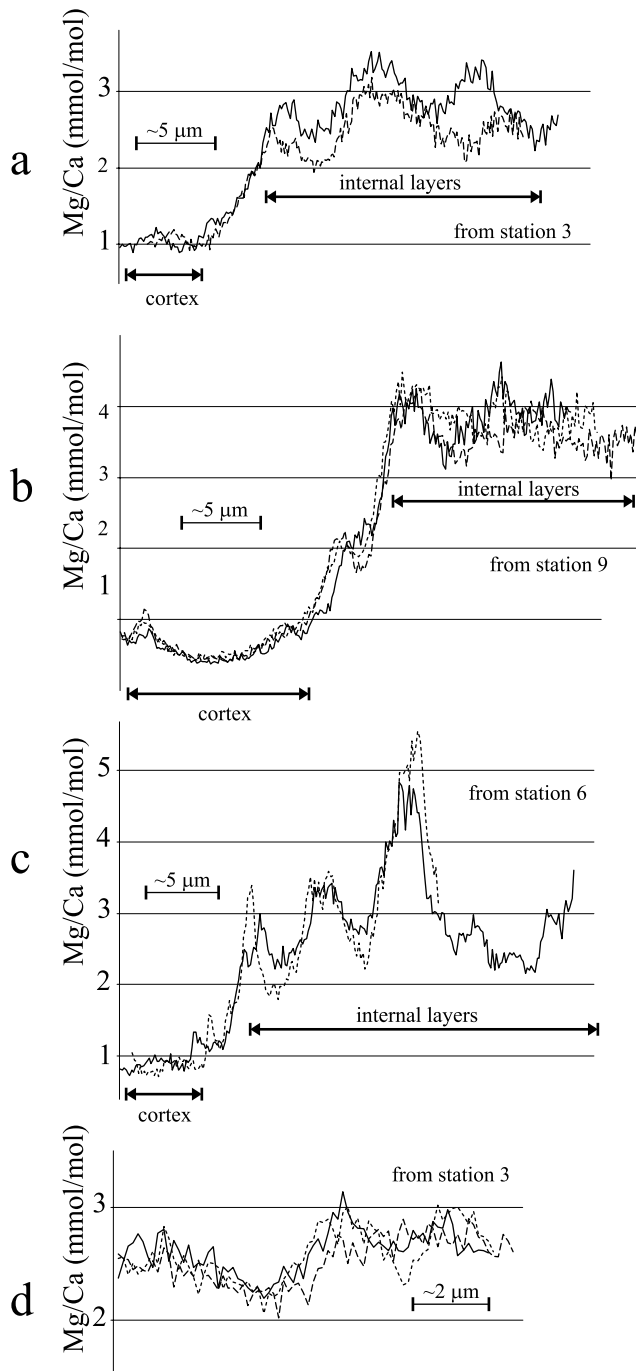 a
Mg/Ca (mmol/mol)
3
~5 μm
2
internal layers
from station 3
1
cortex
b
Mg/Ca (mmol/mol)
4
3
internal layers
~5 μm
2
from station 9
1
cortex
c
Mg/Ca (mmol/mol)
5
from station 6
4
~5 μm
3
2
internal layers
1
cortex
d
Mg/Ca (mmol/mol)
from station 3
3
~2 μm
2